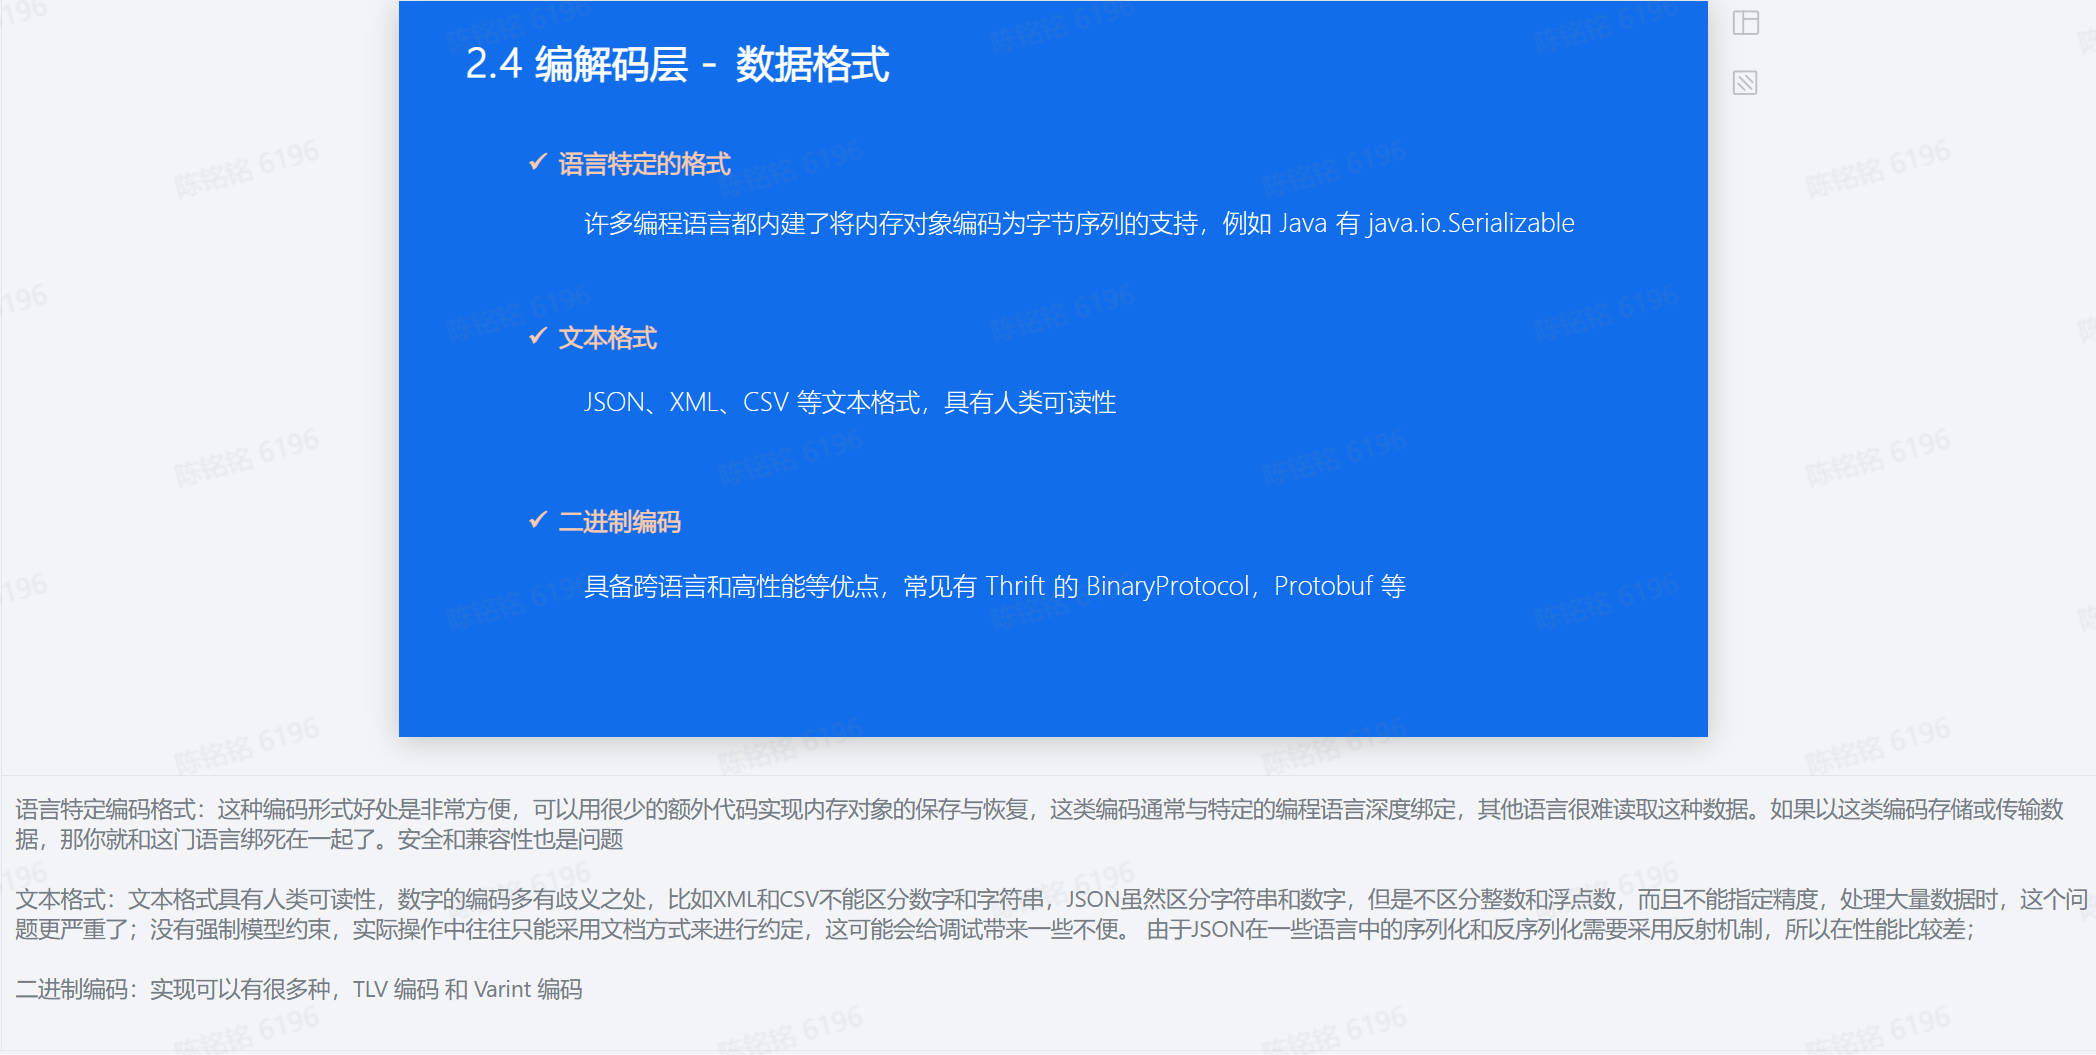 2.4 编解码层 - 数据格式
✓ 语言特定的格式
许多编程语言都内建了将内存对象编码为字节序列的支持，例如 Java 有 java.io.Serializable
✓ 文本格式
JSON、XML、CSV 等文本格式，具有人类可读性
✓ 二进制编码
具备跨语言和高性能等优点，常见有 Thrift 的 BinaryProtocol，Protobuf 等
语言特定编码格式：这种编码形式好处是非常方便，可以用很少的额外代码实现内存对象的保存与恢复，这类编码通常与特定的编程语言深度绑定，其他语言很难读取这种数据。如果以这类编码存储或传输数
据，那你就和这门语言绑死在一起了。安全和兼容性也是问题
文本格式：文本格式具有人类可读性，数字的编码多有歧义之处，比如XML和CSV不能区分数字和字符串，JSON虽然区分字符串和数字，但是不区分整数和浮点数，而且不能指定精度，处理大量数据时，这个问
题更严重了；没有强制模型约束，实际操作中往往只能采用文档方式来进行约定，这可能会给调试带来一些不便。 由于JSON在一些语言中的序列化和反序列化需要采用反射机制，所以在性能比较差；
二进制编码：实现可以有很多种，TLV 编码 和 Varint 编码
陈铭铭 6196